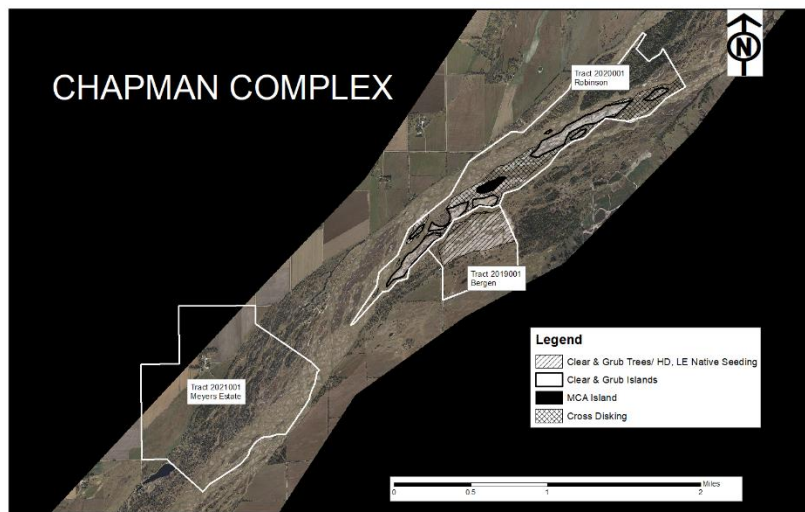 CHAPMAN COMPLEX
N
Tract 2020001
Robinson
Tract 2019001
Bergen
Tract 2021001
Meyers Estate
Legend
Clear & Grub Trees/ HD, LE Native Seeding
Clear & Grub Islands
MCA Island
Cross Disking
Miles
0 0.5 1 2